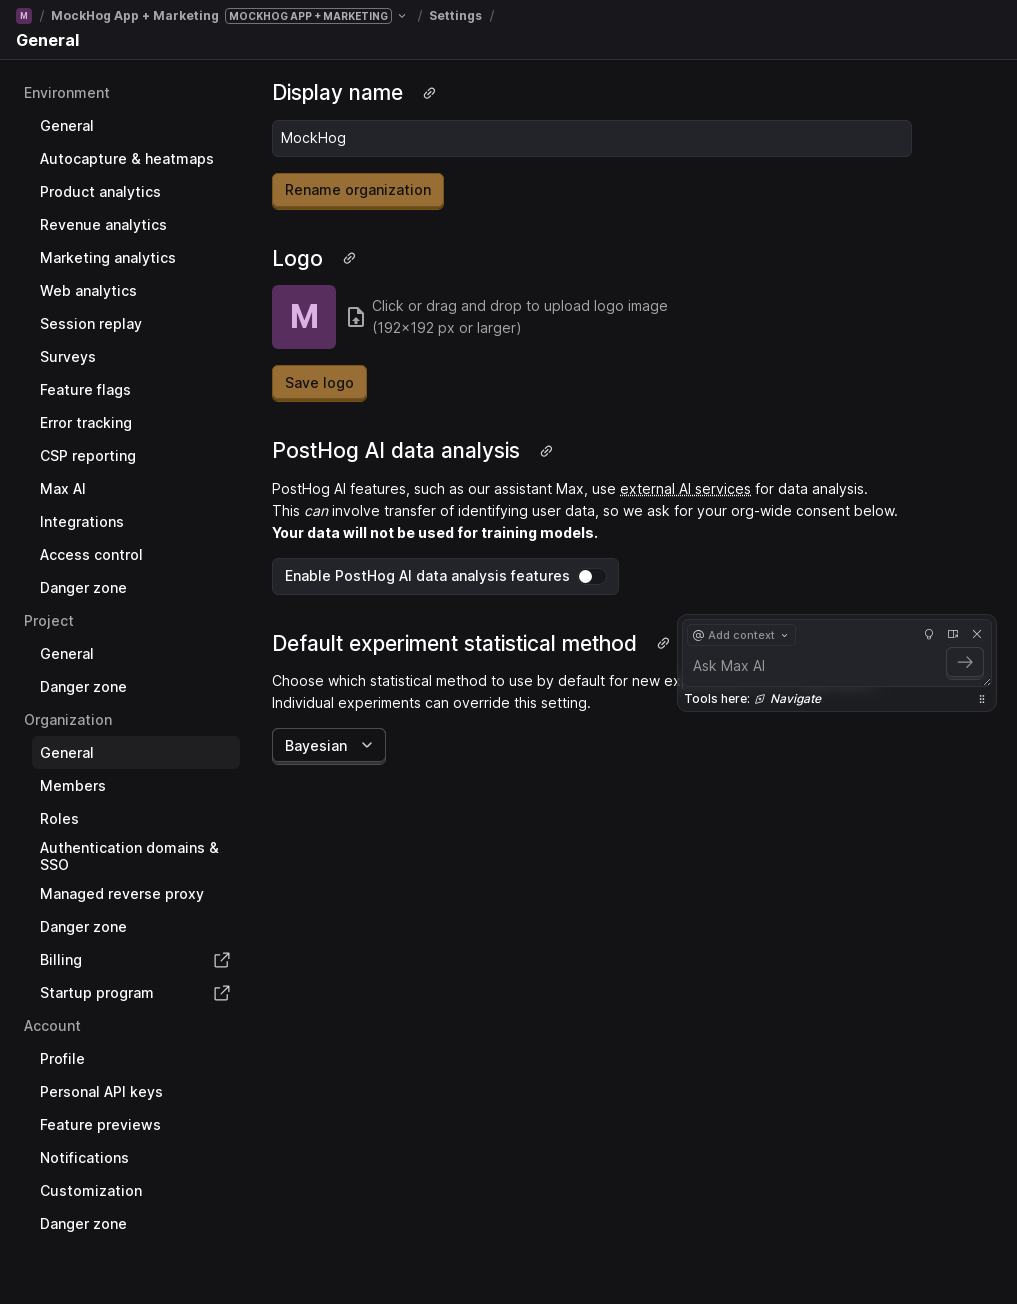 M / MockHog App + Marketing MOCKHOG APP + MARKETING / Settings /
General
Environment
General
Autocapture & heatmaps
Product analytics
Revenue analytics
Marketing analytics
Web analytics
Session replay
Surveys
Feature flags
Error tracking
CSP reporting
Max AI
Integrations
Access control
Danger zone
Project
General
Danger zone
Organization
General
Members
Roles
Authentication domains &
SSO
Managed reverse proxy
Danger zone
Billing
Startup program
Account
Profile
Personal API keys
Feature previews
Notifications
Customization
Danger zone
Display name
MockHog
Rename organization
Logo
M
Click or drag and drop to upload logo image
(192×192 px or larger)
Save logo
PostHog AI data analysis
PostHog AI features, such as our assistant Max, use external AI services for data analysis.
This can involve transfer of identifying user data, so we ask for your org-wide consent below.
Your data will not be used for training models.
Enable PostHog AI data analysis features
Default experiment statistical method
Choose which statistical method to use by default for new
Individual experiments can override this setting.
Bayesian
@ Add context
Ask Max AI
Tools here: Navigate